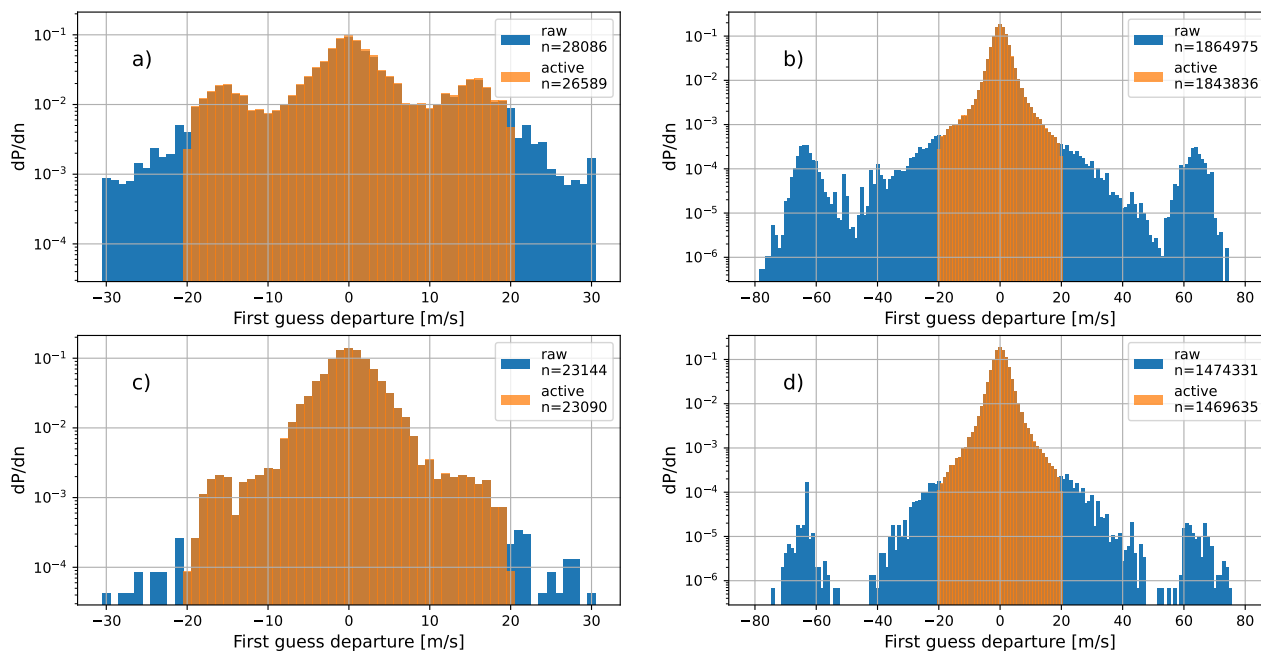 a)
raw
n=28086
active
n=26589
dP/dn
10⁻¹
10⁻²
10⁻³
10⁻⁴
−30 −20 −10 0 10 20 30
First guess departure [m/s]
b)
raw
n=1864975
active
n=1843836
dP/dn
10⁻¹
10⁻²
10⁻³
10⁻⁴
10⁻⁵
10⁻⁶
−80 −60 −40 −20 0 20 40 60 80
First guess departure [m/s]
c)
raw
n=23144
active
n=23090
dP/dn
10⁻¹
10⁻²
10⁻³
10⁻⁴
−30 −20 −10 0 10 20 30
First guess departure [m/s]
d)
raw
n=1474331
active
n=1469635
dP/dn
10⁻¹
10⁻²
10⁻³
10⁻⁴
10⁻⁵
10⁻⁶
−80 −60 −40 −20 0 20 40 60 80
First guess departure [m/s]